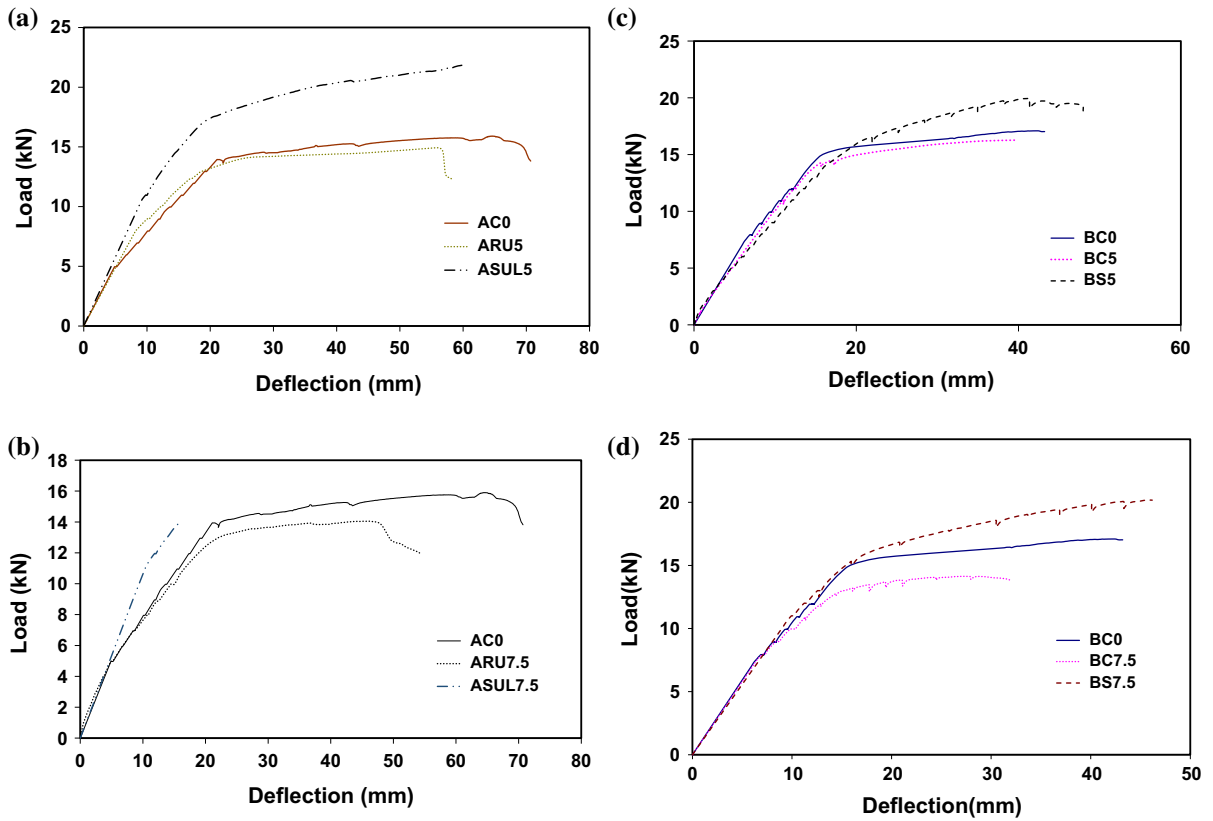 (a)
25
20
15
10
5
0
Load (kN)
AC0
ARU5
ASUL5
0 10 20 30 40 50 60 70 80
Deflection (mm)
(c)
25
20
15
10
5
0
Load(kN)
BC0
BC5
BS5
0 20 40 60
Deflection (mm)
(b)
18
16
14
12
10
8
6
4
2
0
Load (kN)
AC0
ARU7.5
ASUL7.5
0 10 20 30 40 50 60 70 80
Deflection (mm)
(d)
25
20
15
10
5
0
Load(kN)
BC0
BC7.5
BS7.5
0 10 20 30 40 50
Deflection(mm)